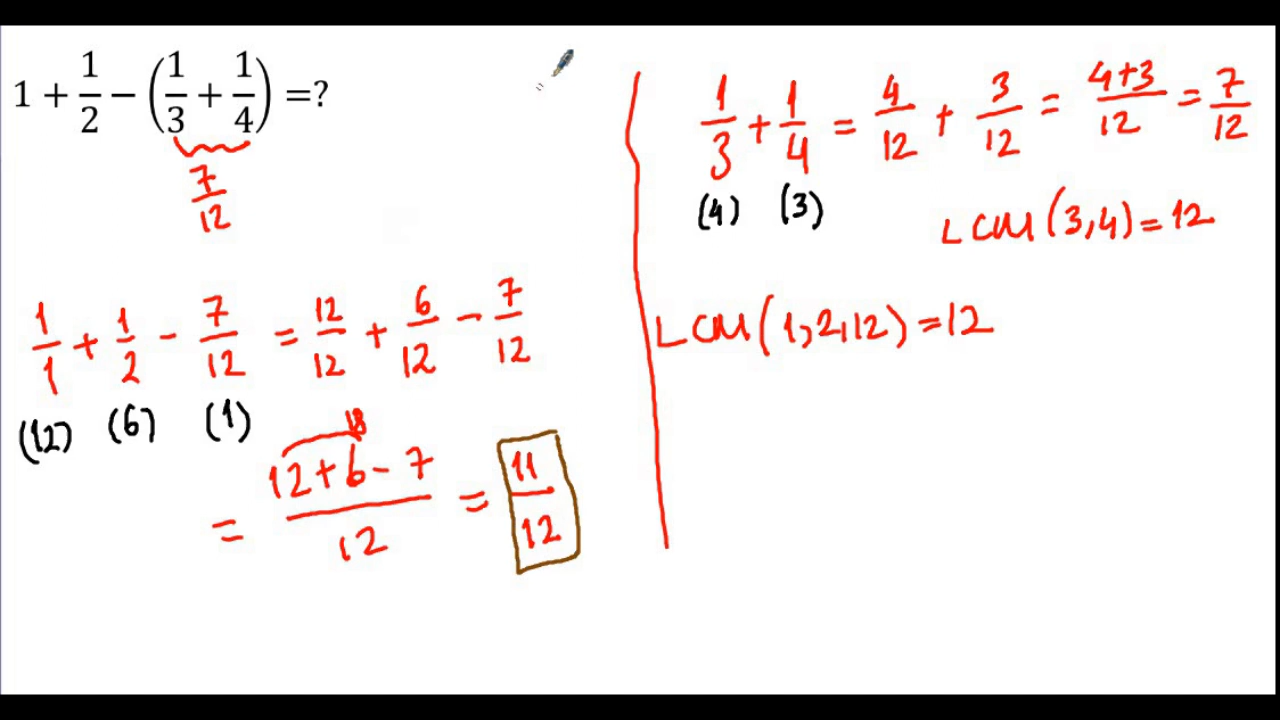 1 + 1/2 − (1/3 + 1/4) =?
7/12
1/1 + 1/2 - 7/12 = 12/12 + 6/12 - 7/12
(12) (6) (1)
18
= (12+6-7)/12 = 11/12
1/3 + 1/4 = 4/12 + 3/12 = (4+3)/12 = 7/12
(4) (3)
LCM(3,4)=12
LCM(1,2,12)=12